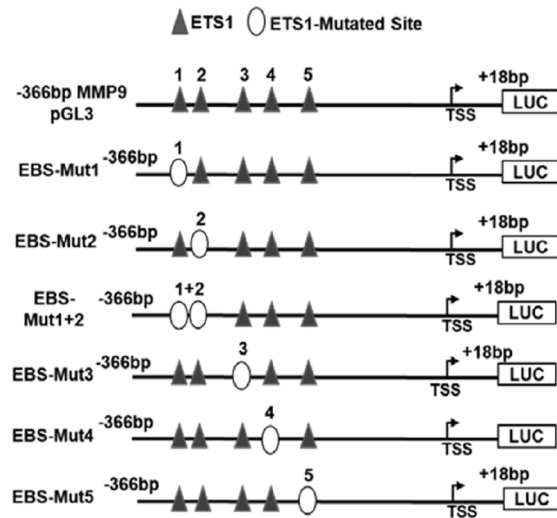 ETS1 ETS1-Mutated Site
1 2 3 4 5
-366bp MMP9
pGL3
+18bp
TSS
LUC
1
EBS-Mut1
-366bp
+18bp
TSS
LUC
2
EBS-Mut2
-366bp
+18bp
TSS
LUC
1+2
EBS-
Mut1+2
-366bp
+18bp
TSS
LUC
3
EBS-Mut3
-366bp
+18bp
TSS
LUC
4
EBS-Mut4
-366bp
TSS
LUC
5
EBS-Mut5
-366bp
+18bp
TSS
LUC